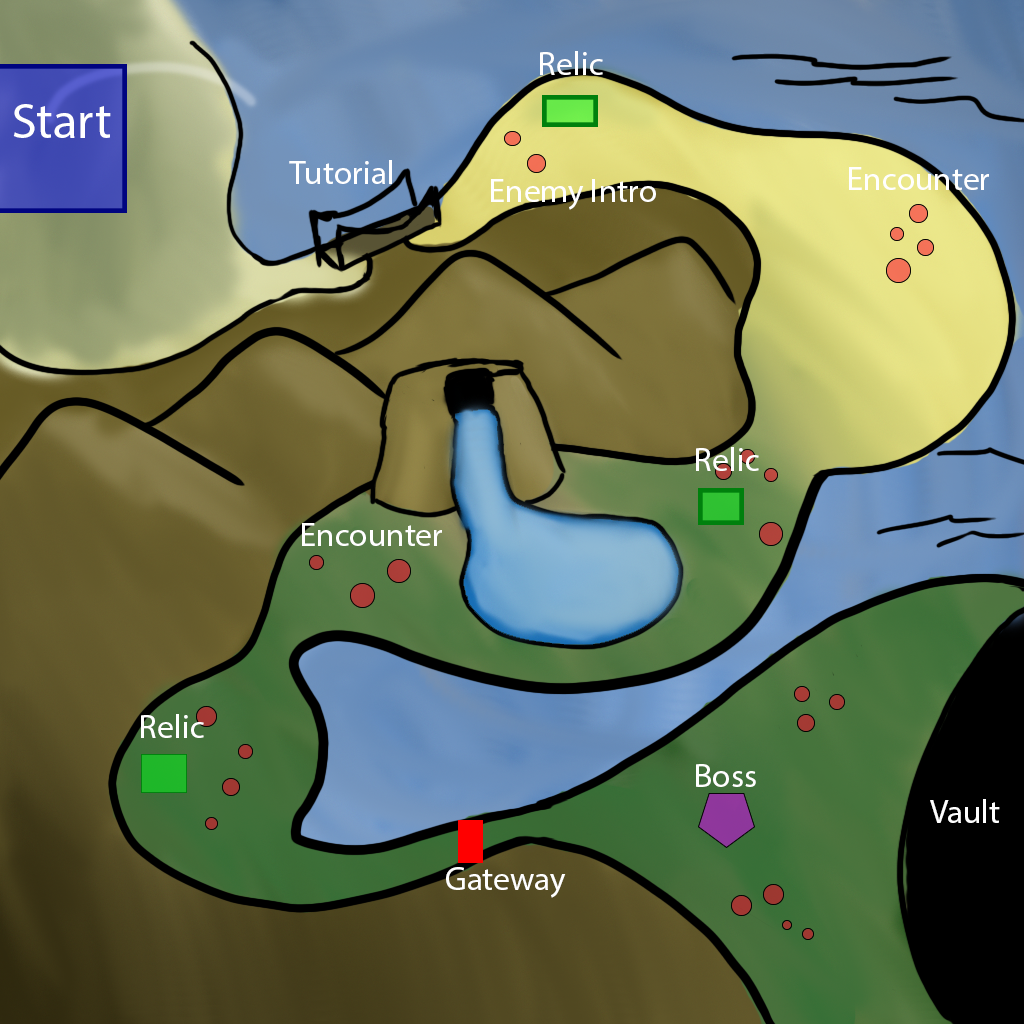 Relic
Start
Tutorial
Enemy Intro
Encounter
Relic
Encounter
Relic
Boss
Vault
Gateway